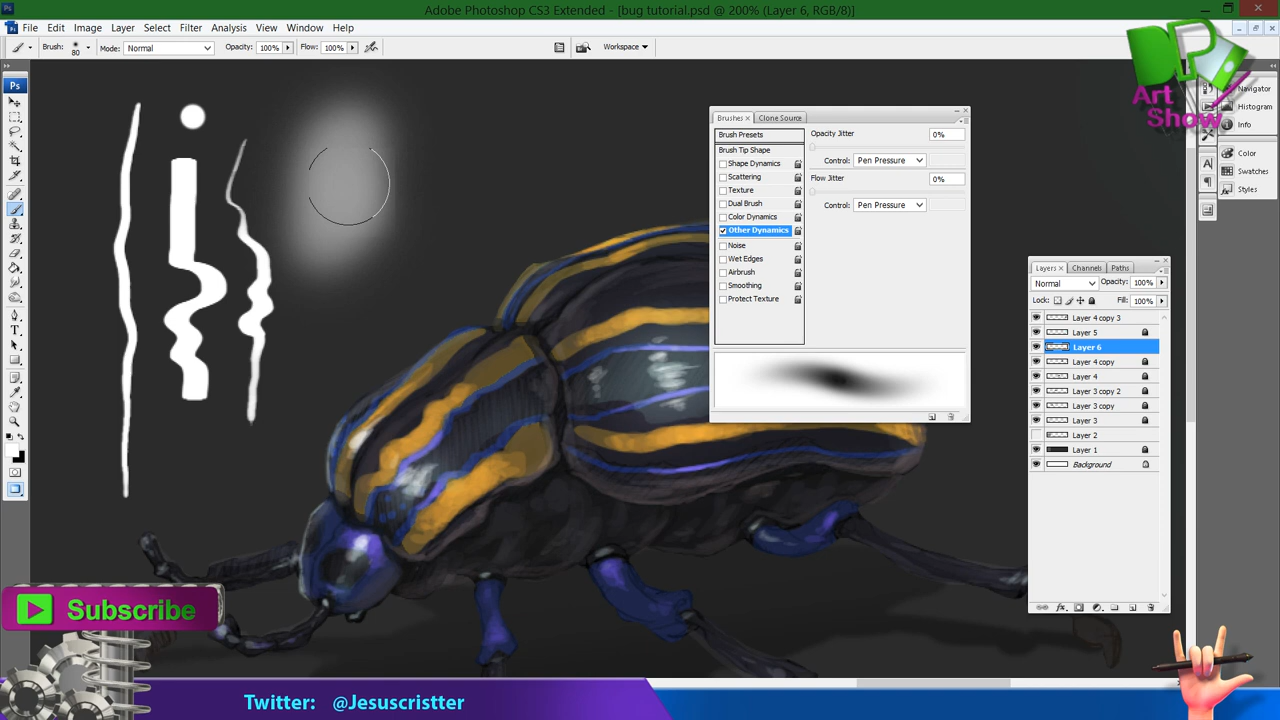 Adobe Photoshop CS3 Extended - [bug tutorial.psd @ 200% (Layer 6, RGB/8)]
File Edit Image Layer Select Filter Analysis View Window Help
Brush: 80 Mode: Normal Opacity: 100% Flow: 100% Workspace
Ps
Art
Show
Navigator
Histogram
Info
Color
Swatches
Styles
Brushes Clone Source
Brush Presets
Brush Tip Shape
Shape Dynamics
Scattering
Texture
Dual Brush
Color Dynamics
Other Dynamics
Noise
Wet Edges
Airbrush
Smoothing
Protect Texture
Opacity Jitter 0%
Control: Pen Pressure
Flow Jitter 0%
Control: Pen Pressure
Layers Channels Paths
Normal Opacity: 100%
Lock: Fill: 100%
Layer 4 copy 3
Layer 5
Layer 6
Layer 4 copy
Layer 4
Layer 3 copy 2
Layer 3 copy
Layer 3
Layer 2
Layer 1
Background
Subscribe
Twitter: @Jesuscristter